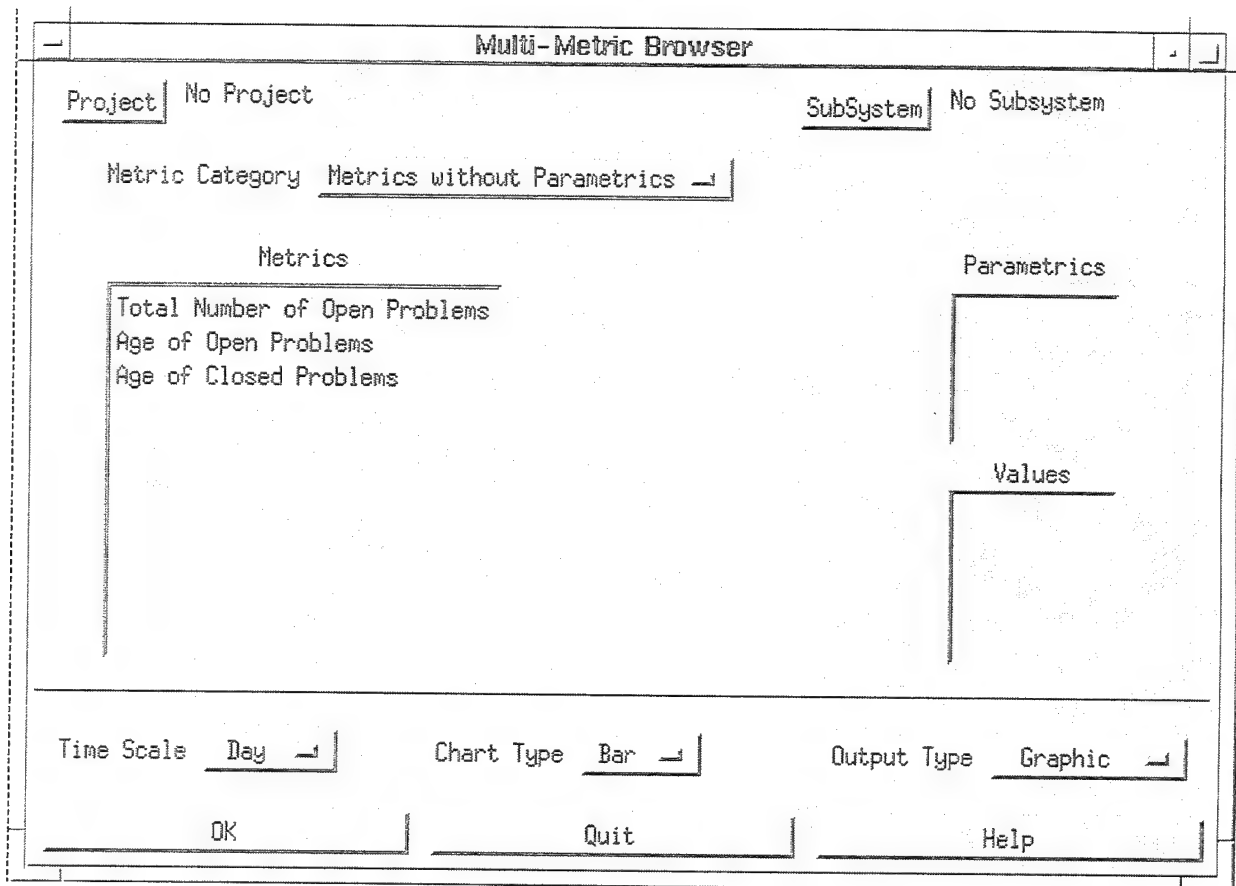 Multi-Metric Browser
Project No Project SubSystem No Subsystem
Metric Category Metrics without Parametrics
Metrics Parametrics
Total Number of Open Problems
Age of Open Problems
Age of Closed Problems
Values
Time Scale Day Chart Type Bar Output Type Graphic
OK Quit Help